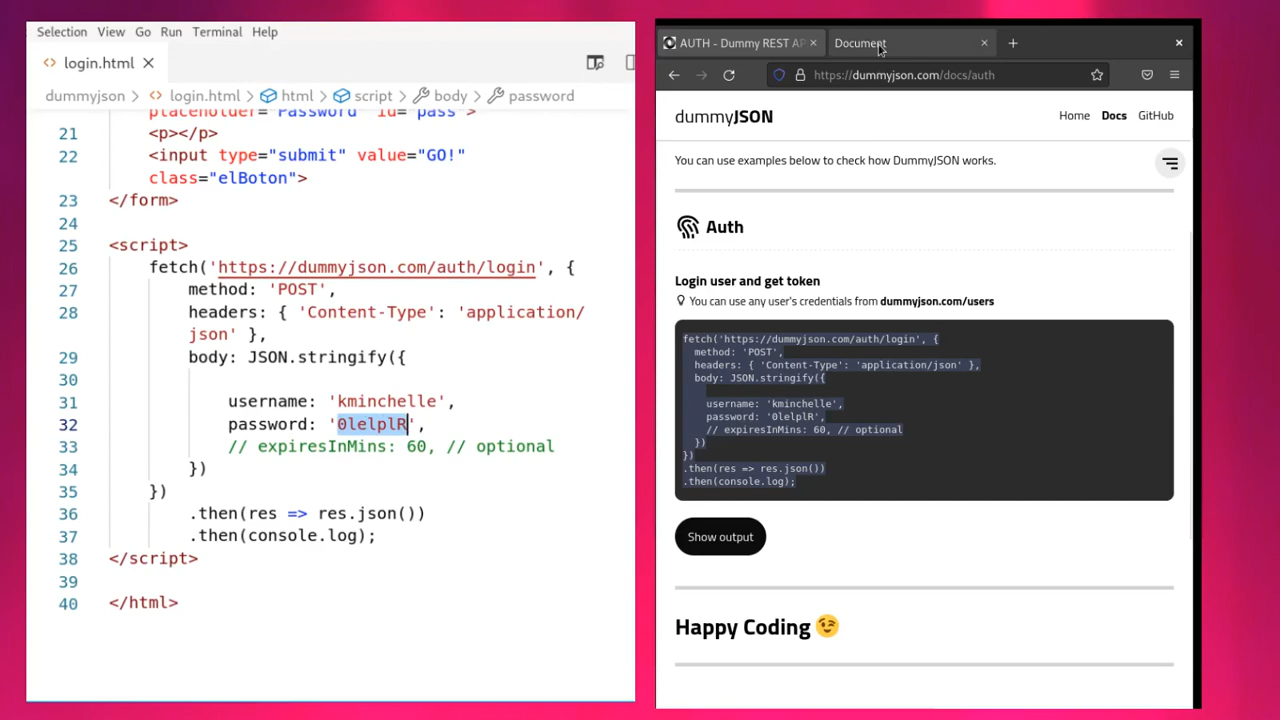 Selection View Go Run Terminal Help
login.html
dummyjson > login.html > html > script > body > password
placeholder="Password" id="pass">
21 <p></p>
22 <input type="submit" value="GO!"
class="elBoton">
23 </form>
24
25 <script>
26 fetch('https://dummyjson.com/auth/login', {
27 method: 'POST',
28 headers: { 'Content-Type': 'application/
json' },
29 body: JSON.stringify({
30
31 username: 'kminchelle',
32 password: '0lelplR',
33 // expiresInMins: 60, // optional
34 })
35 })
36 .then(res => res.json())
37 .then(console.log);
38 </script>
39
40 </html>
AUTH - Dummy REST AP
Document
https://dummyjson.com/docs/auth
dummyJSON
Home Docs GitHub
You can use examples below to check how DummyJSON works.
Auth
Login user and get token
You can use any user's credentials from dummyjson.com/users
fetch('https://dummyjson.com/auth/login', {
method: 'POST',
headers: { 'Content-Type': 'application/json' },
body: JSON.stringify({
username: 'kminchelle',
password: '0lelplR',
// expiresInMins: 60, // optional
})
})
.then(res => res.json())
.then(console.log);
Show output
Happy Coding 😉